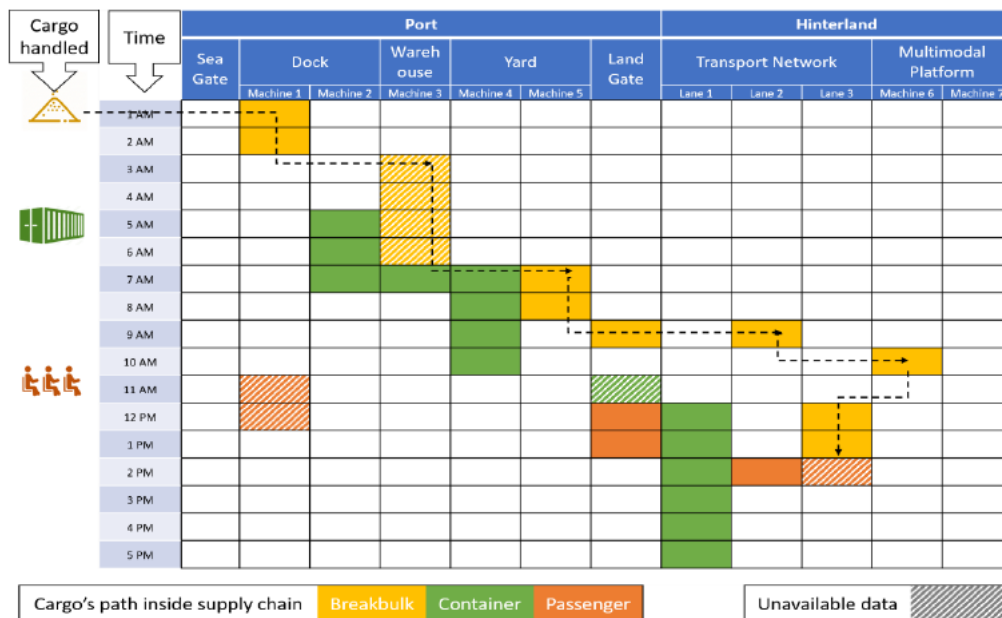 Cargo
handled
Time
Port
Hinterland
Sea
Gate
Dock
Wareh
ouse
Yard
Land
Gate
Transport Network
Multimodal
Platform
Machine 1
Machine 2
Machine 3
Machine 4
Machine 5
Lane 1
Lane 2
Lane 3
Machine 6
Machine 7
1 AM
2 AM
3 AM
4 AM
5 AM
6 AM
7 AM
8 AM
9 AM
10 AM
11 AM
12 PM
1 PM
2 PM
3 PM
4 PM
5 PM
Cargo's path inside supply chain
Breakbulk
Container
Passenger
Unavailable data